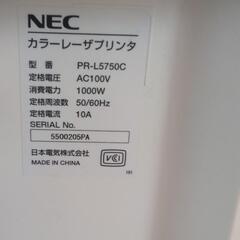 NEC
カラーレーザプリンタ
型 番 PR-L5750C
定格電圧 AC100V
消費電力 1000W
定格周波数 50/60Hz
定格電流 10A
SERIAL No.
5500205PA
日本電気株式会社
MADE IN CHINA
VCCI